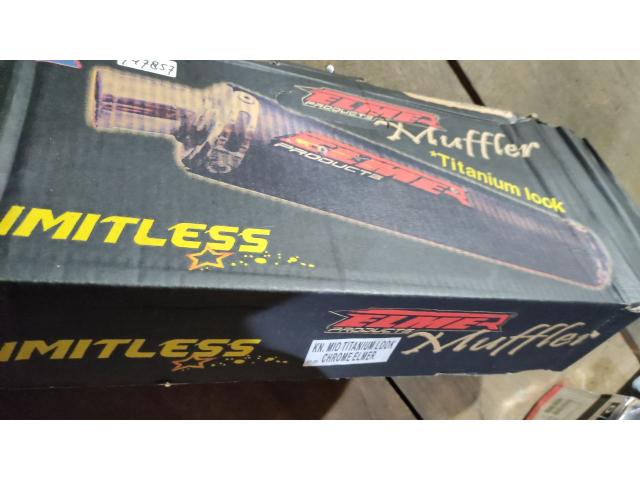 147857
ELMER
PRODUCTS
Muffler
*Titanium look
ELMER
PRODUCTS
IMITLESS
ELMER
PRODUCTS
Muffler
IMITLESS
KN. MIO TITANIUM LOOK
CHROME ELMER